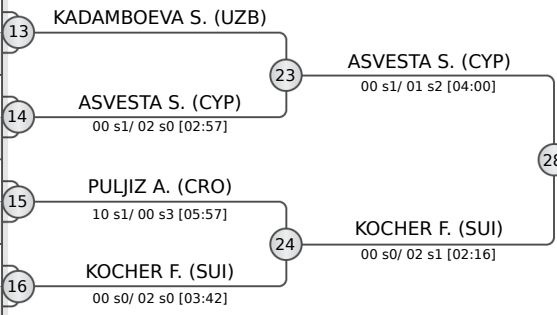 KADAMBOEVA S. (UZB)
13
ASVESTA S. (CYP)
23
00 s1/ 01 s2 [04:00]
ASVESTA S. (CYP)
14
00 s1/ 02 s0 [02:57]
28
PULJIZ A. (CRO)
15
10 s1/ 00 s3 [05:57]
KOCHER F. (SUI)
24
00 s0/ 02 s1 [02:16]
KOCHER F. (SUI)
16
00 s0/ 02 s0 [03:42]